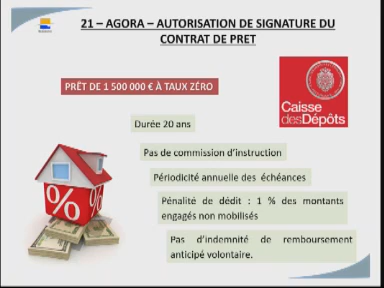 21 – AGORA – AUTORISATION DE SIGNATURE DU
CONTRAT DE PRET
PRÊT DE 1 500 000 € À TAUX ZÉRO
Caisse
desDépôts
Durée 20 ans
Pas de commission d'instruction
Périodicité annuelle des échéances
Pénalité de dédit : 1 % des montants
engagés non mobilisés
Pas d'indemnité de remboursement
anticipé volontaire.
%
%